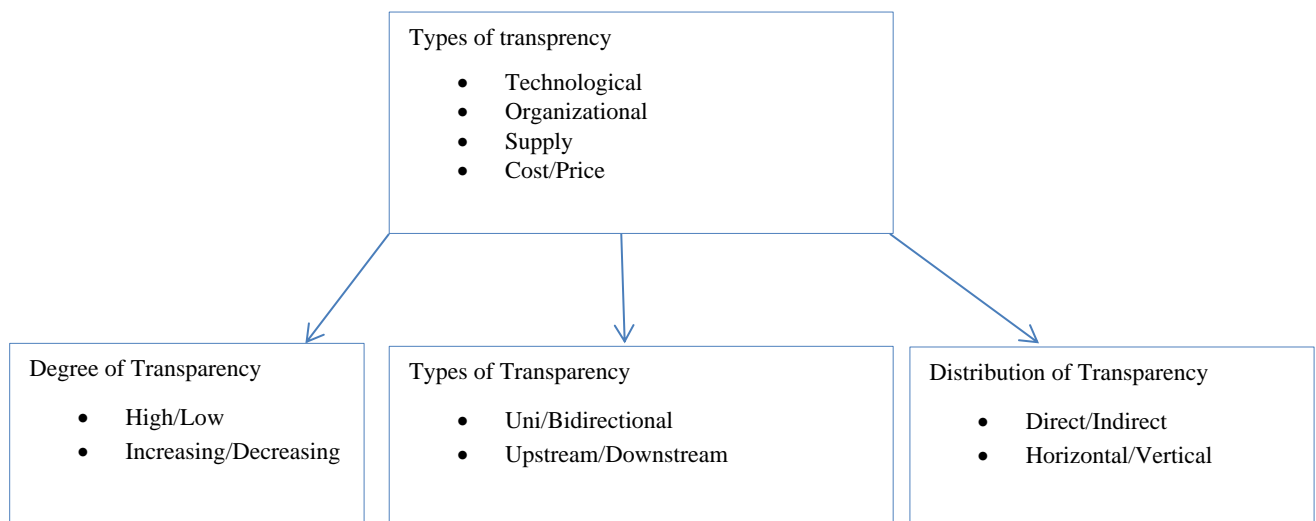 Types of transprency
• Technological
• Organizational
• Supply
• Cost/Price
Degree of Transparency
• High/Low
• Increasing/Decreasing
Types of Transparency
• Uni/Bidirectional
• Upstream/Downstream
Distribution of Transparency
• Direct/Indirect
• Horizontal/Vertical